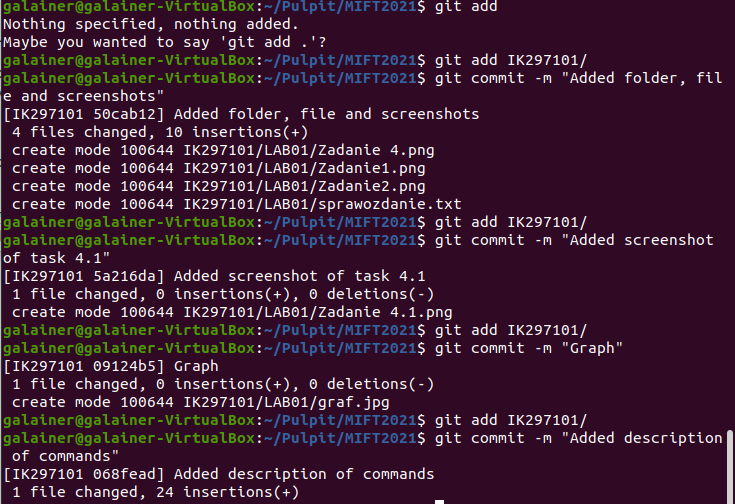 galainer@galainer-VirtualBox:~/Pulpit/MIFT2021$ git add
Nothing specified, nothing added.
Maybe you wanted to say 'git add .'?
galainer@galainer-VirtualBox:~/Pulpit/MIFT2021$ git add IK297101/
galainer@galainer-VirtualBox:~/Pulpit/MIFT2021$ git commit -m "Added folder, fil
e and screenshots"
[IK297101 50cab12] Added folder, file and screenshots
 4 files changed, 10 insertions(+)
 create mode 100644 IK297101/LAB01/Zadanie 4.png
 create mode 100644 IK297101/LAB01/Zadanie1.png
 create mode 100644 IK297101/LAB01/Zadanie2.png
 create mode 100644 IK297101/LAB01/sprawozdanie.txt
galainer@galainer-VirtualBox:~/Pulpit/MIFT2021$ git add IK297101/
galainer@galainer-VirtualBox:~/Pulpit/MIFT2021$ git commit -m "Added screenshot
of task 4.1"
[IK297101 5a216da] Added screenshot of task 4.1
 1 file changed, 0 insertions(+), 0 deletions(-)
 create mode 100644 IK297101/LAB01/Zadanie 4.1.png
galainer@galainer-VirtualBox:~/Pulpit/MIFT2021$ git add IK297101/
galainer@galainer-VirtualBox:~/Pulpit/MIFT2021$ git commit -m "Graph"
[IK297101 09124b5] Graph
 1 file changed, 0 insertions(+), 0 deletions(-)
 create mode 100644 IK297101/LAB01/graf.jpg
galainer@galainer-VirtualBox:~/Pulpit/MIFT2021$ git add IK297101/
galainer@galainer-VirtualBox:~/Pulpit/MIFT2021$ git commit -m "Added description
 of commands"
[IK297101 068fead] Added description of commands
 1 file changed, 24 insertions(+)